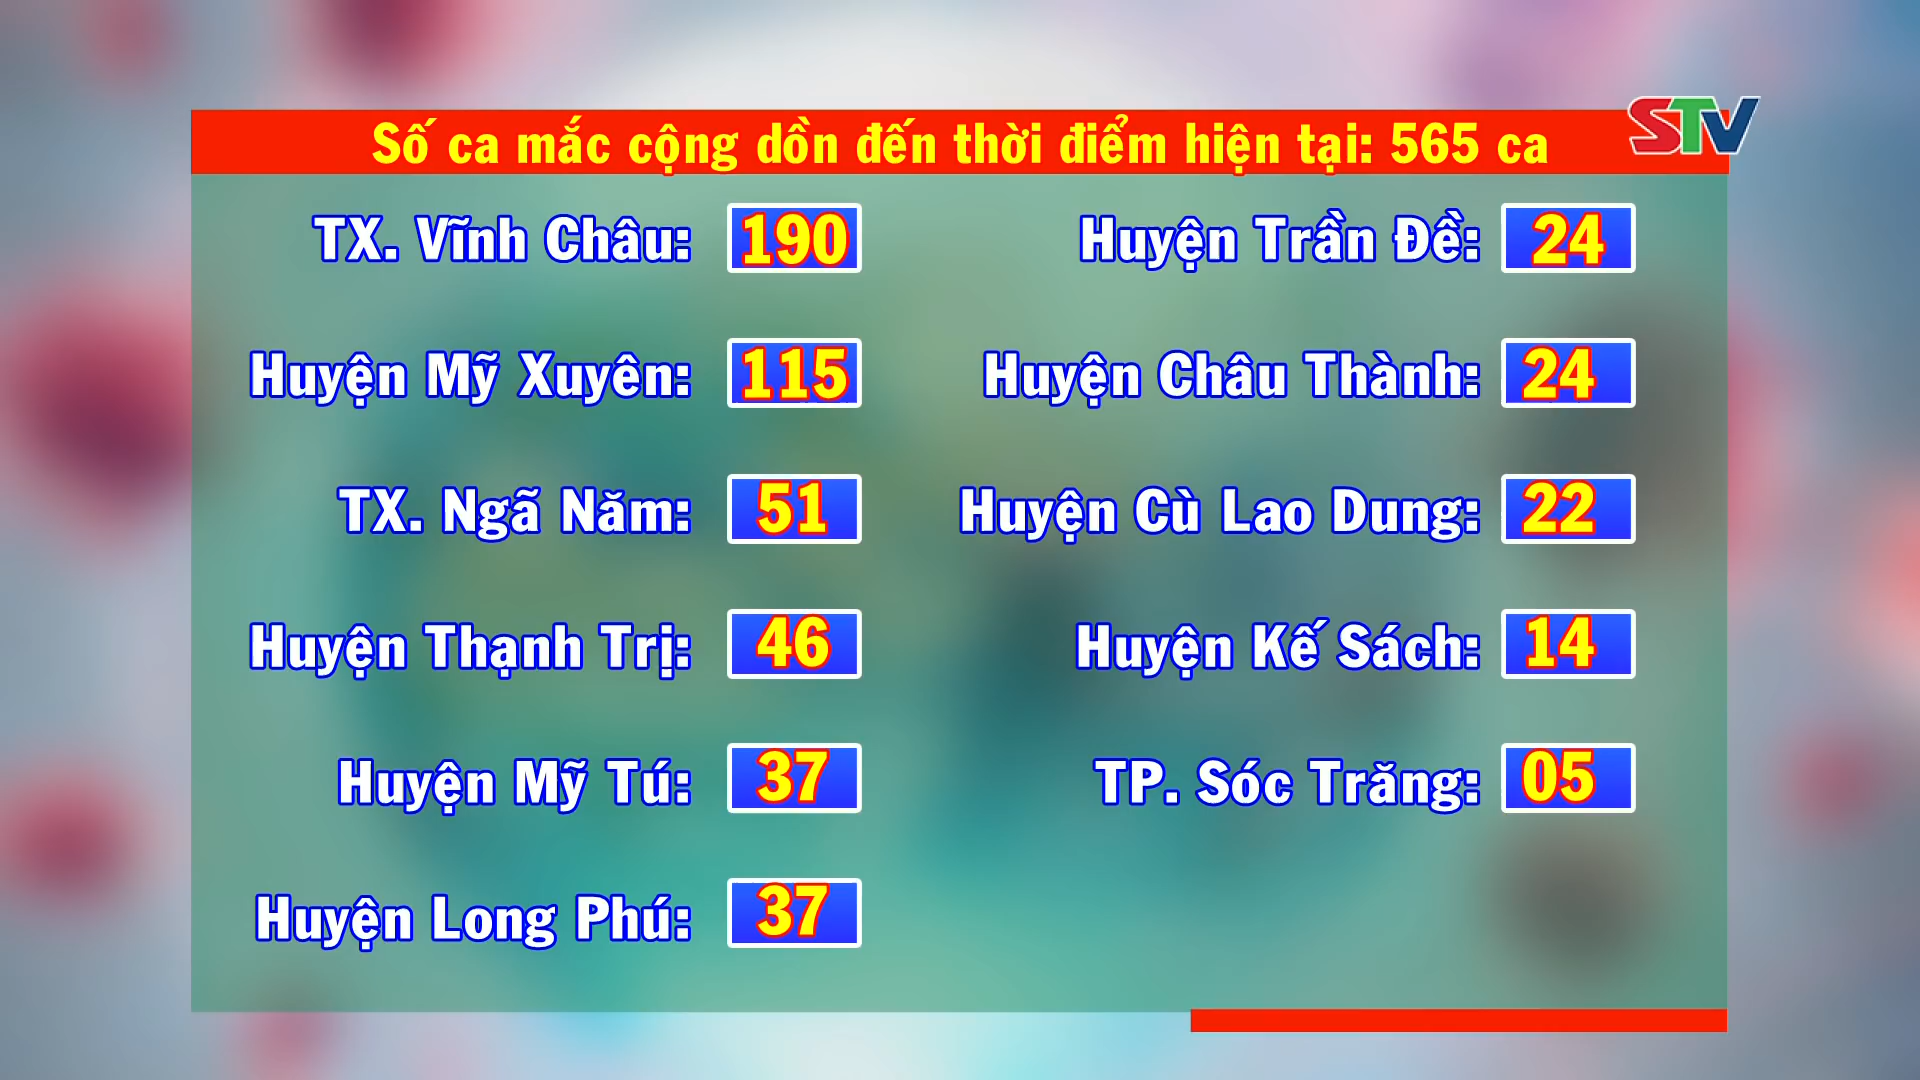 STV
Số ca mắc cộng dồn đến thời điểm hiện tại: 565 ca
TX. Vĩnh Châu: 190
Huyện Mỹ Xuyên: 115
TX. Ngã Năm: 51
Huyện Thạnh Trị: 46
Huyện Mỹ Tú: 37
Huyện Long Phú: 37
Huyện Trần Đề: 24
Huyện Châu Thành: 24
Huyện Cù Lao Dung: 22
Huyện Kế Sách: 14
TP. Sóc Trăng: 05